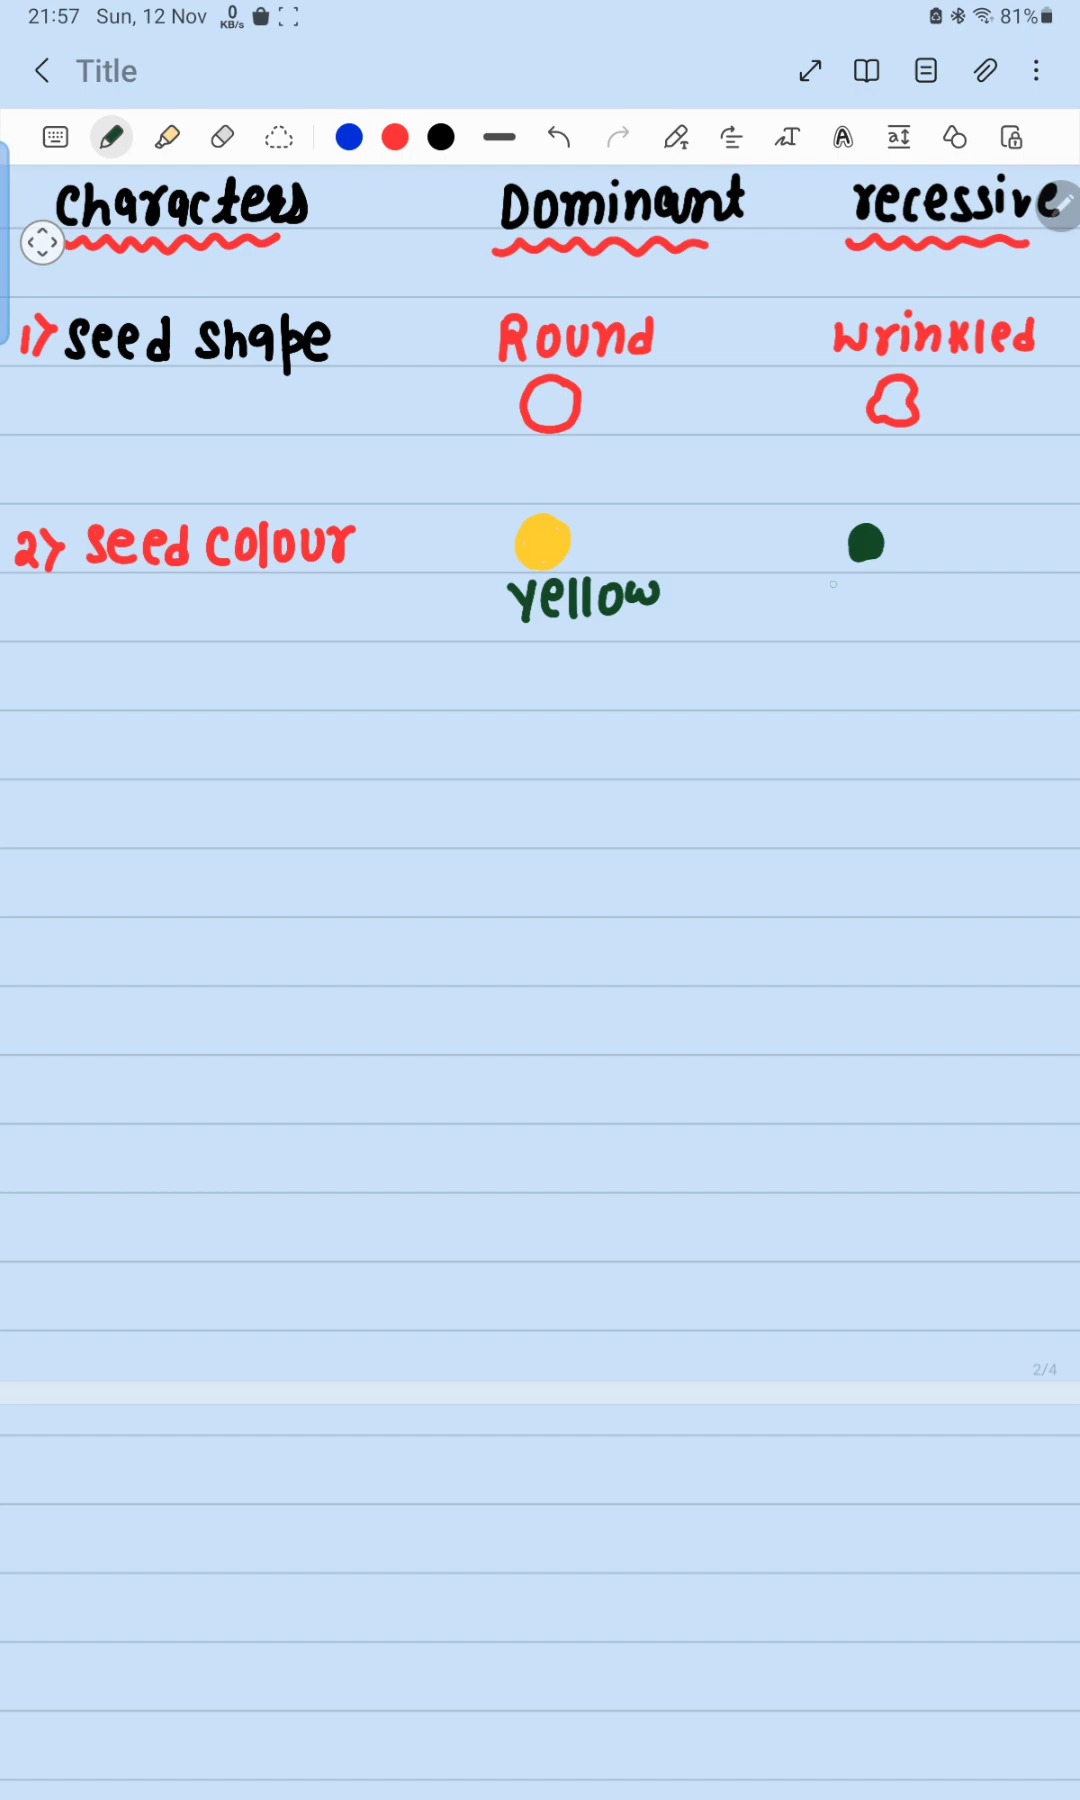 21:57 Sun, 12 Nov 0 KB/s 81%
Title
Characters Dominant recessive
1) Seed shape Round wrinkled
2) Seed colour
yellow
2/4